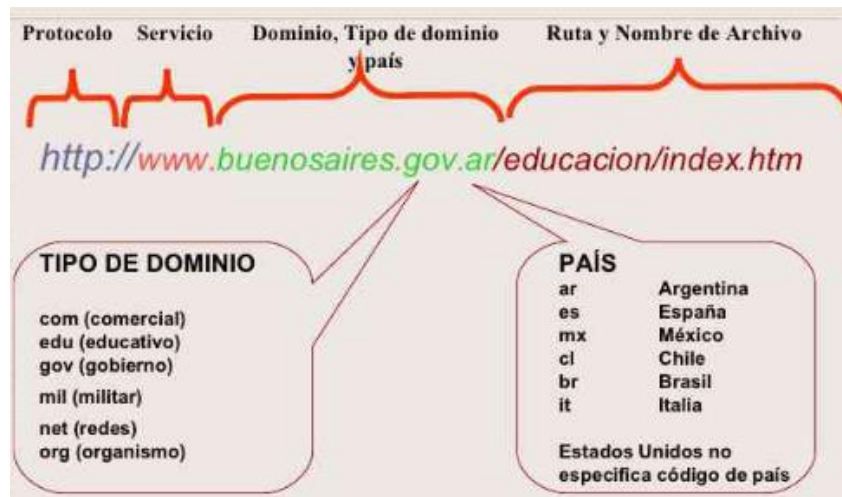 Protocolo Servicio Dominio, Tipo de dominio Ruta y Nombre de Archivo
y país
http://www.buenosaires.gov.ar/educacion/index.htm
TIPO DE DOMINIO
com (comercial)
edu (educativo)
gov (gobierno)
mil (militar)
net (redes)
org (organismo)
PAÍS
ar Argentina
es España
mx México
cl Chile
br Brasil
it Italia
Estados Unidos no
especifica código de país